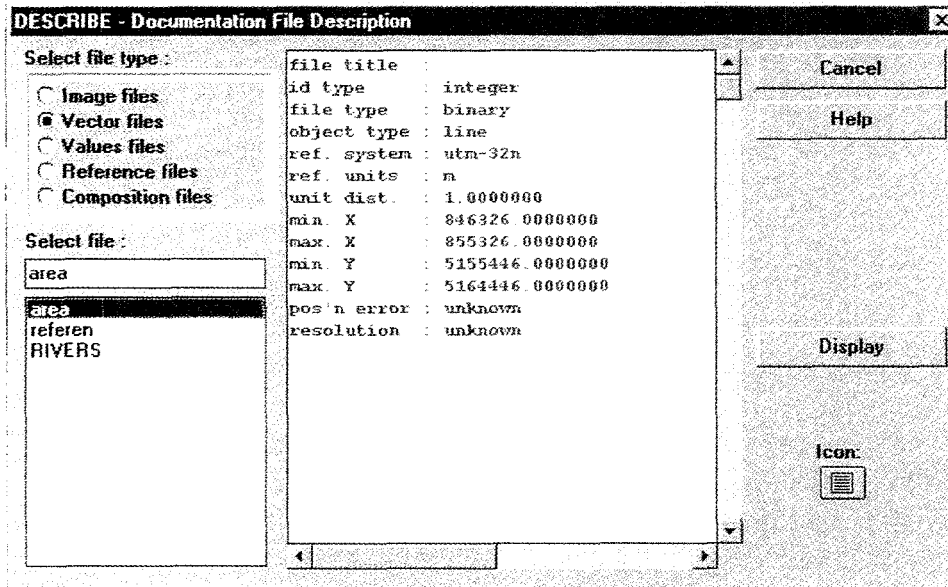 DESCRIBE - Documentation File Description
Select file type :
Image files
Vector files
Values files
Reference files
Composition files
Select file :
area
area
referen
RIVERS
file title :
id type : integer
file type : binary
object type : line
ref. system : utm-32n
ref. units : m
unit dist. : 1.0000000
min. X : 846326.0000000
max. X : 855326.0000000
min. Y : 5155446.0000000
max. Y : 5164446.0000000
pos'n error : unknown
resolution : unknown
Cancel
Help
Display
Icon: